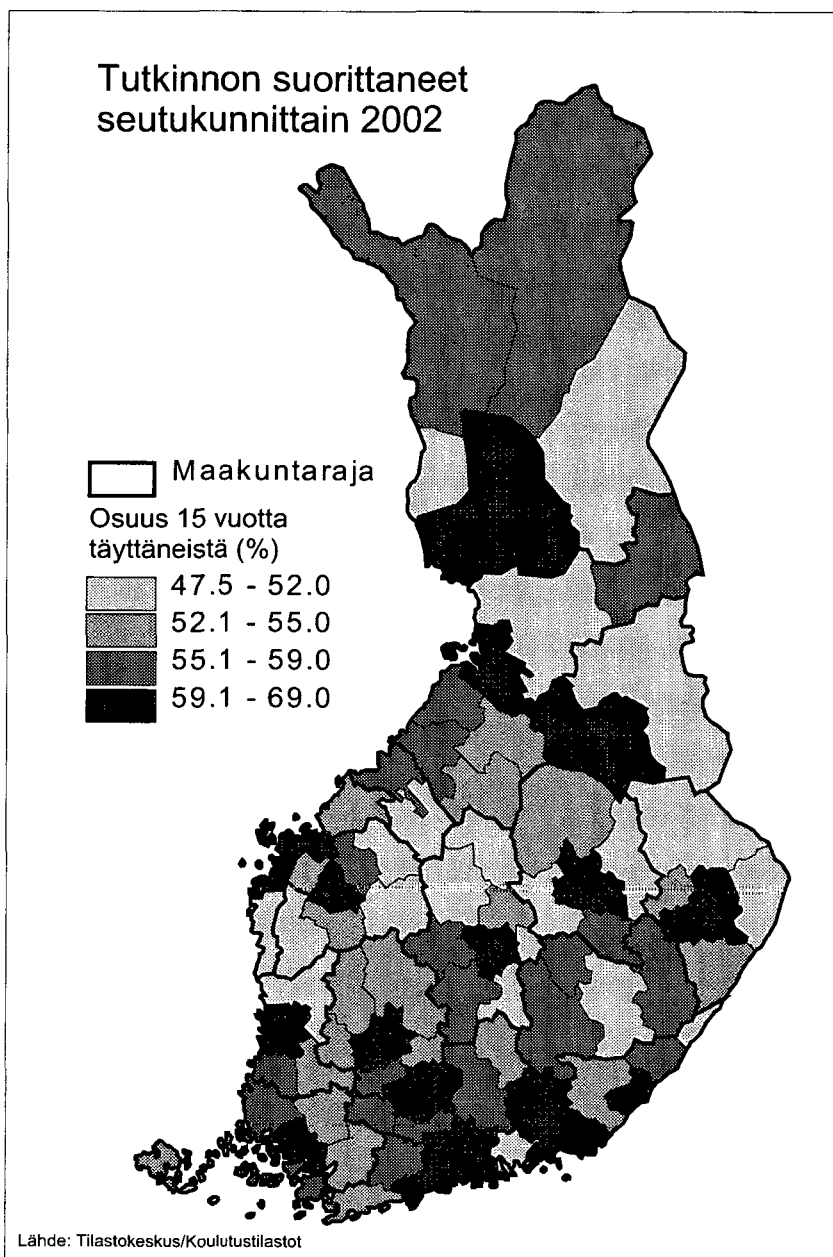 Tutkinnon suorittaneet
seutukunnittain 2002
Maakuntaraja
Osuus 15 vuotta
täyttäneistä (%)
47.5 - 52.0
52.1 - 55.0
55.1 - 59.0
59.1 - 69.0
Lähde: Tilastokeskus/Koulutustilastot